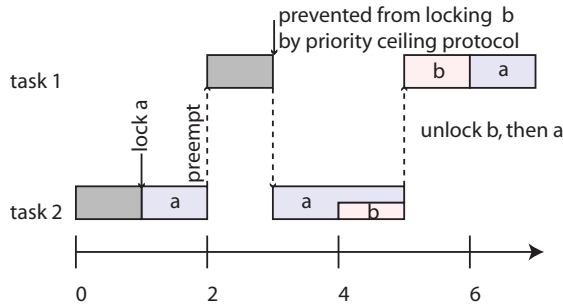 prevented from locking b
by priority ceiling protocol
task 1
b
a
lock a
preempt
unlock b, then a
task 2
a
a
b
0
2
4
6